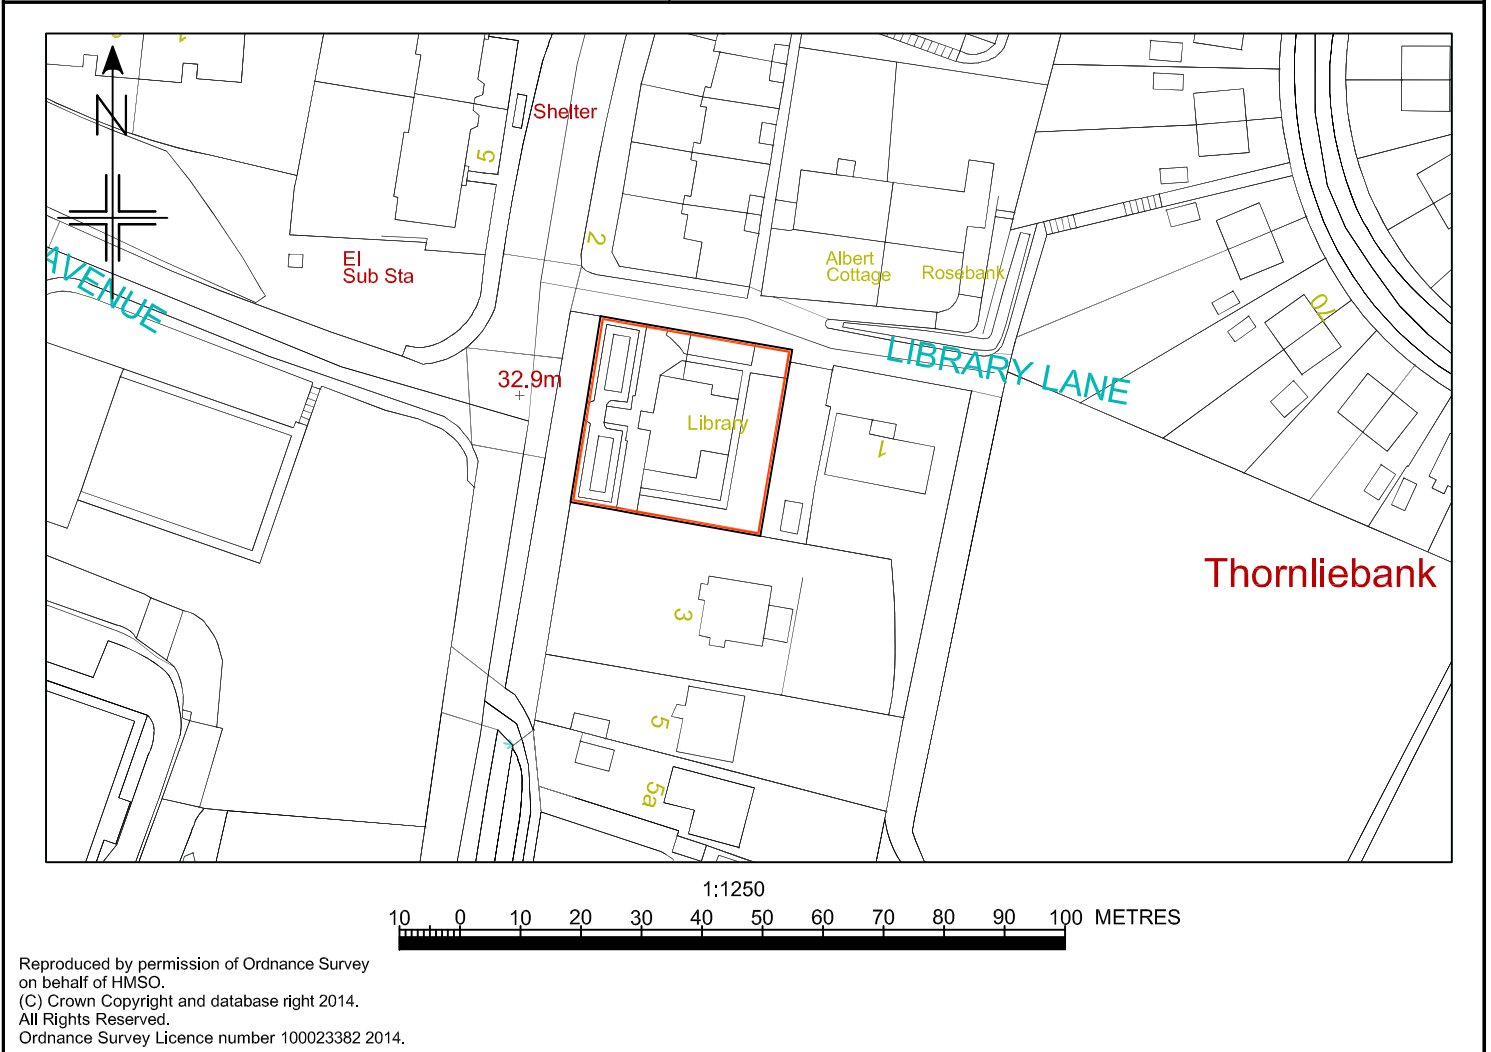 N
Shelter
5
2
El
Sub Sta
AVENUE
Albert
Cottage
Rosebank
70
LIBRARY LANE
32.9m
Library
1
Thornliebank
3
5
5a
1:1250
10 0 10 20 30 40 50 60 70 80 90 100 METRES
Reproduced by permission of Ordnance Survey
on behalf of HMSO.
(C) Crown Copyright and database right 2014.
All Rights Reserved.
Ordnance Survey Licence number 100023382 2014.